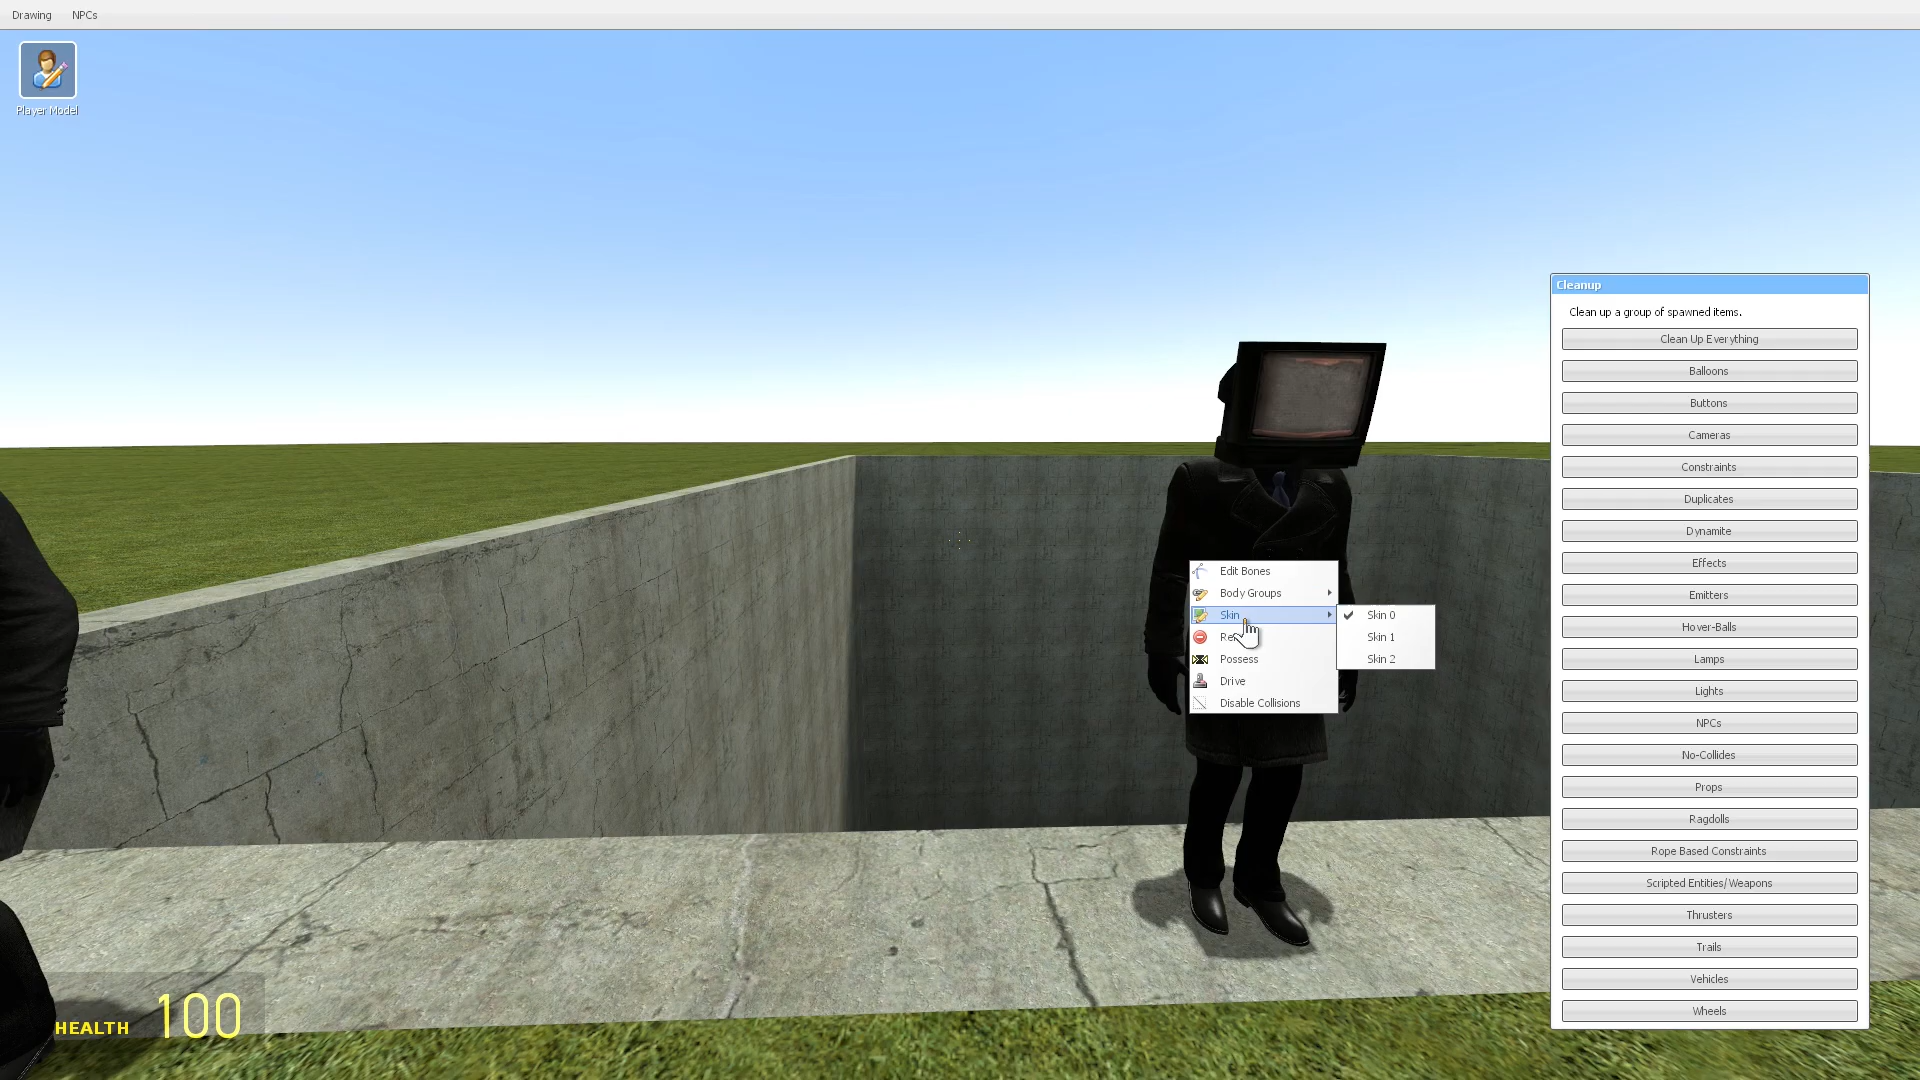 Drawing NPCs
Player Model
Cleanup
Clean up a group of spawned items.
Clean Up Everything
Balloons
Buttons
Cameras
Constraints
Duplicates
Dynamite
Effects
Emitters
Hover-Balls
Lamps
Lights
NPCs
No-Collides
Props
Ragdolls
Rope Based Constraints
Scripted Entities/Weapons
Thrusters
Trails
Vehicles
Wheels
Edit Bones
Body Groups
Skin
Possess
Drive
Disable Collisions
Skin 0
Skin 1
Skin 2
HEALTH 100